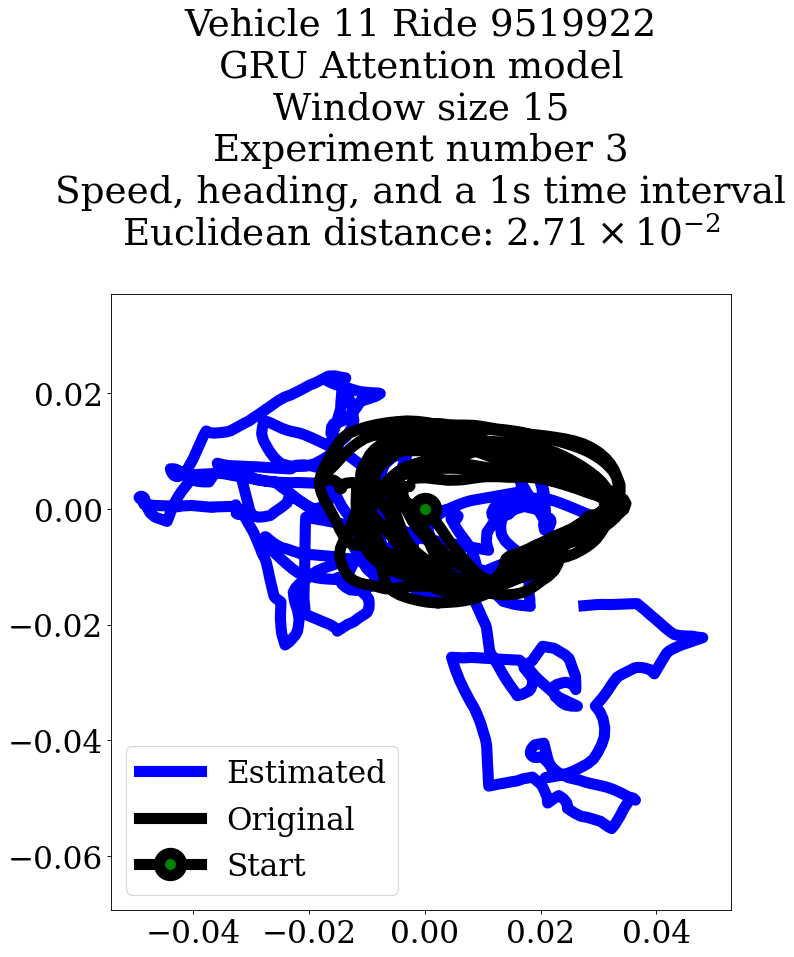 Vehicle 11 Ride 9519922
GRU Attention model
Window size 15
Experiment number 3
Speed, heading, and a 1s time interval
Euclidean distance: 2.71 × 10⁻²
0.02
0.00
−0.02
−0.04
−0.06
Estimated
Original
Start
−0.04 −0.02 0.00 0.02 0.04